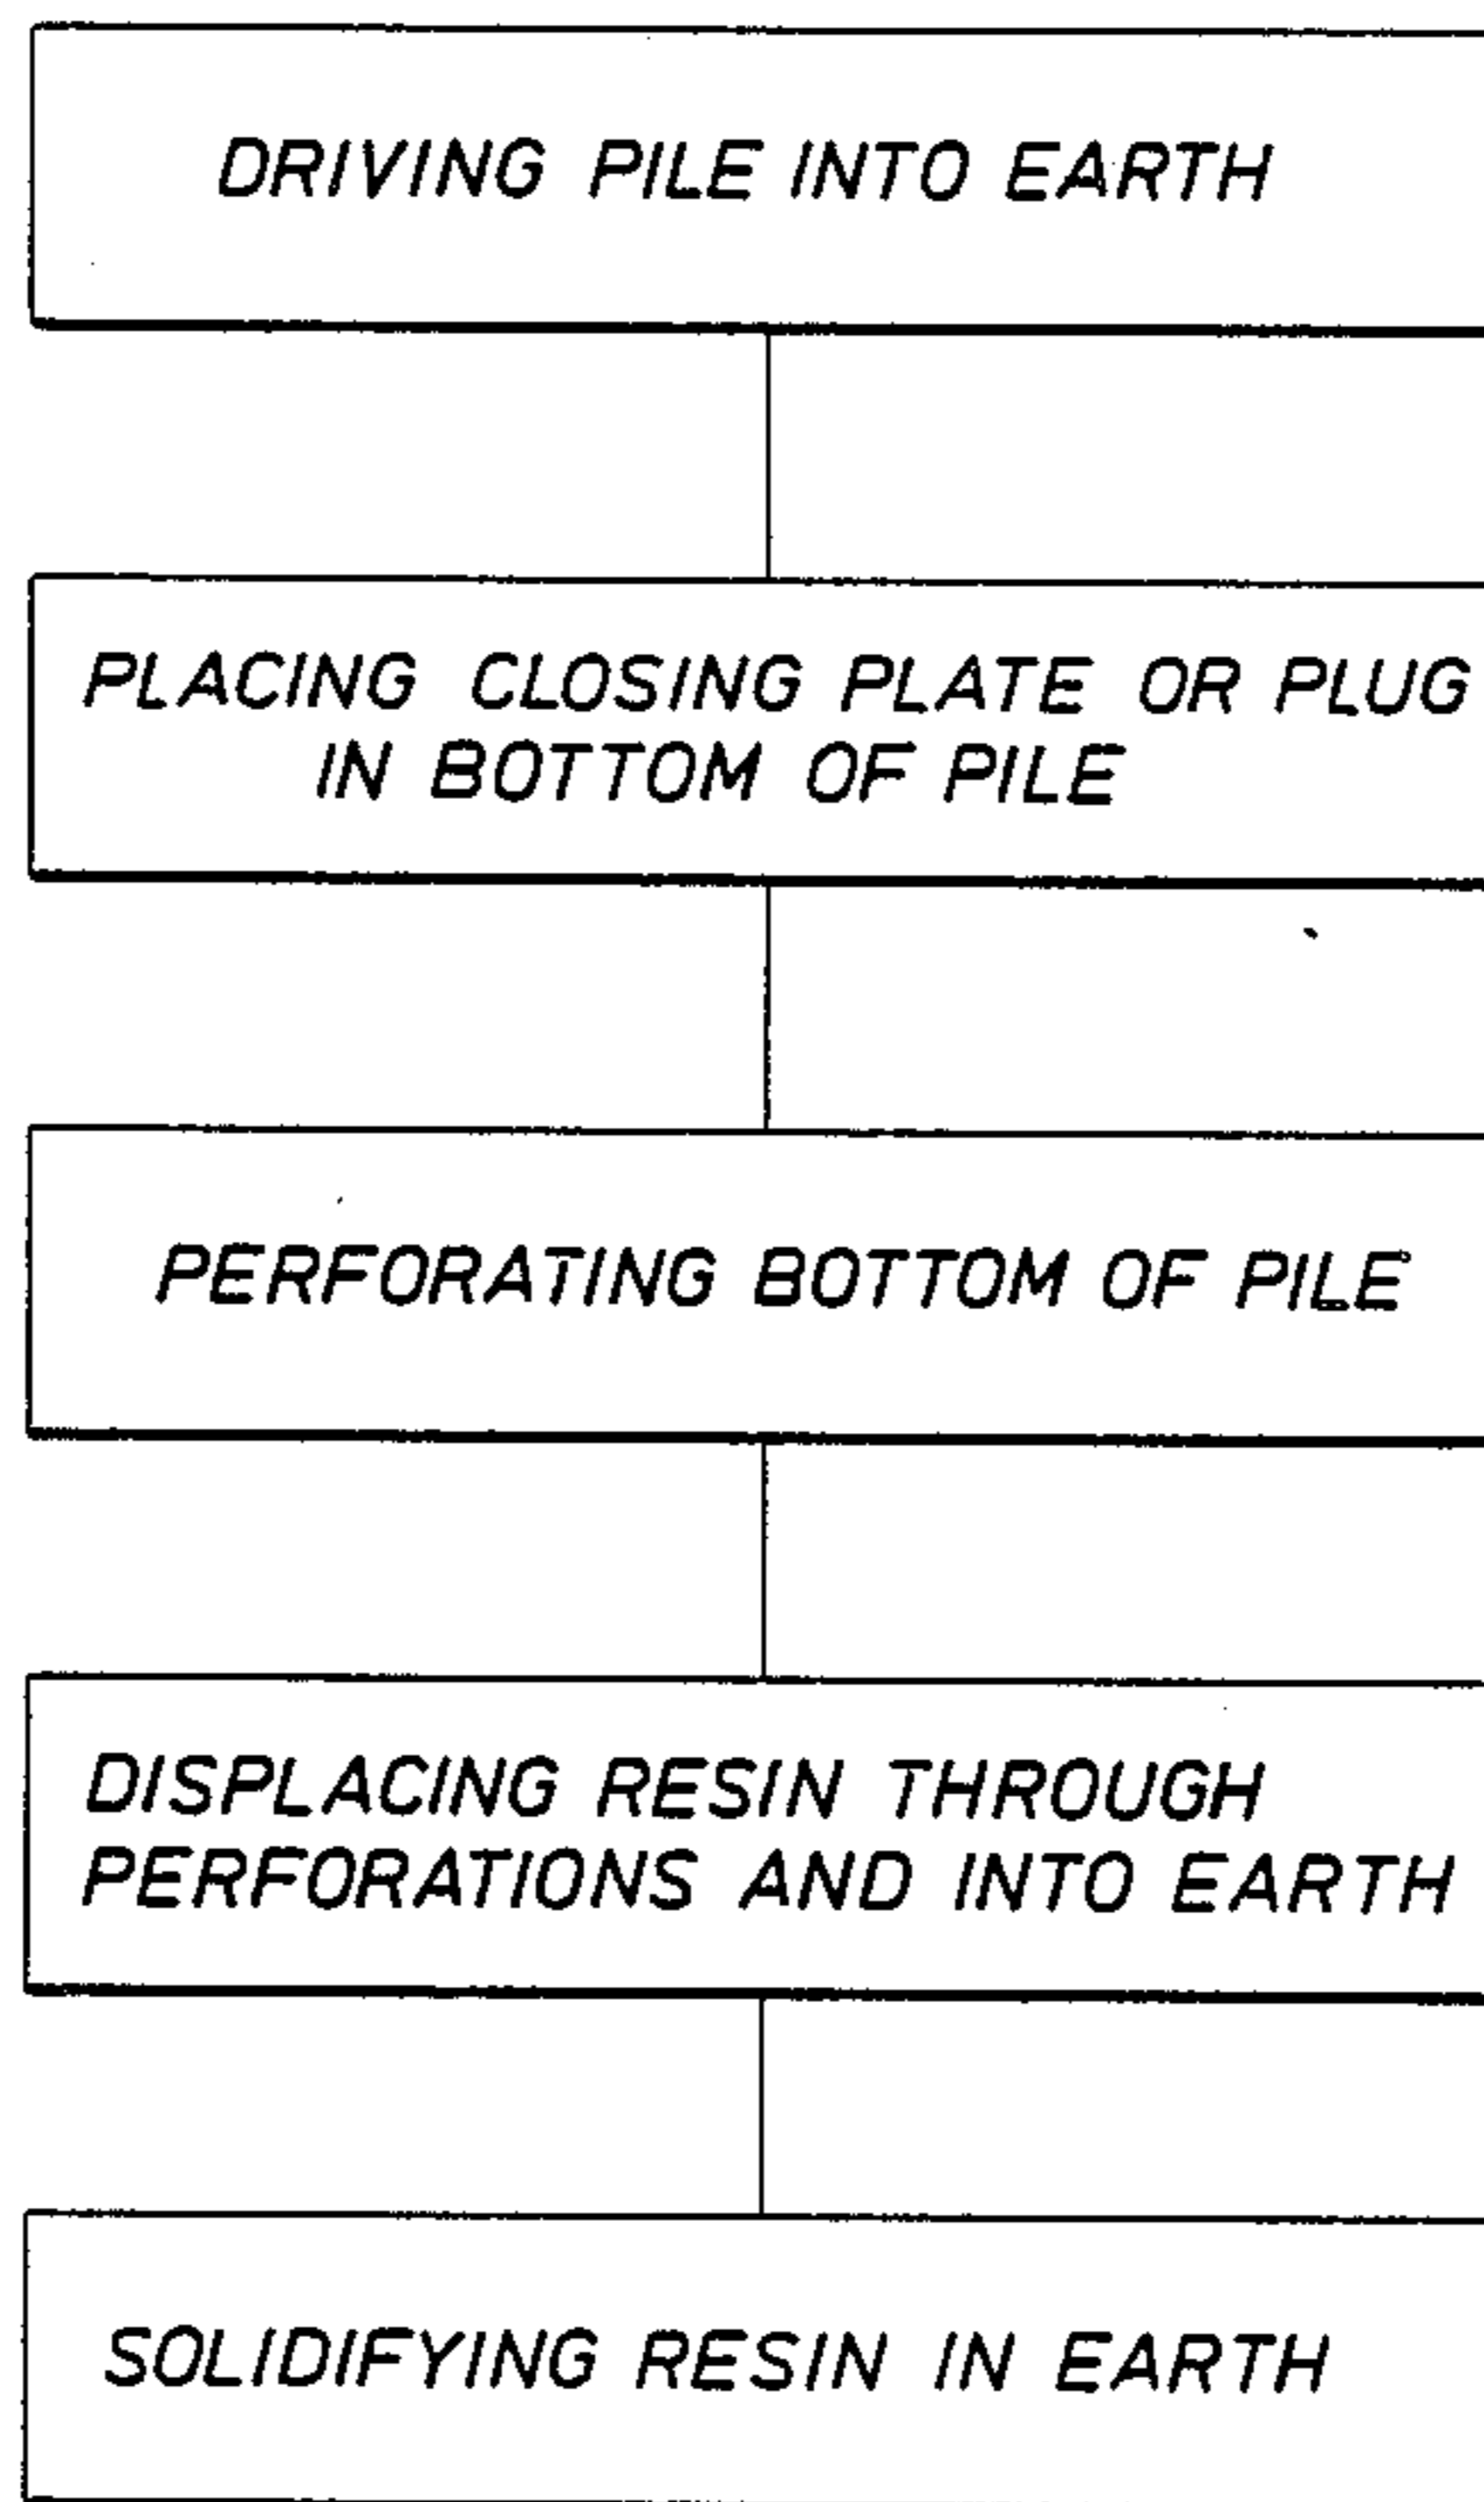 DRIVING PILE INTO EARTH
PLACING CLOSING PLATE OR PLUG
IN BOTTOM OF PILE
PERFORATING BOTTOM OF PILE
DISPLACING RESIN THROUGH
PERFORATIONS AND INTO EARTH
SOLIDIFYING RESIN IN EARTH